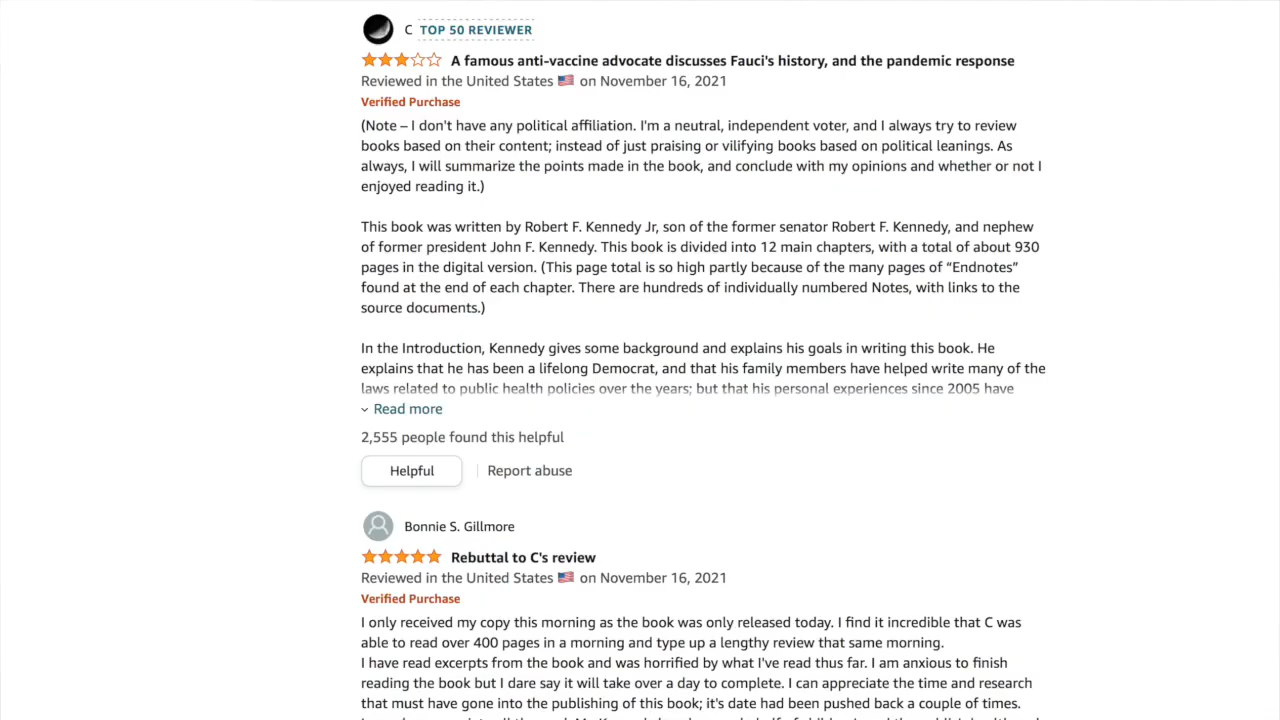 C TOP 50 REVIEWER
A famous anti-vaccine advocate discusses Fauci's history, and the pandemic response
Reviewed in the United States on November 16, 2021
Verified Purchase
(Note – I don't have any political affiliation. I'm a neutral, independent voter, and I always try to review
books based on their content; instead of just praising or vilifying books based on political leanings. As
always, I will summarize the points made in the book, and conclude with my opinions and whether or not I
enjoyed reading it.)
This book was written by Robert F. Kennedy Jr, son of the former senator Robert F. Kennedy, and nephew
of former president John F. Kennedy. This book is divided into 12 main chapters, with a total of about 930
pages in the digital version. (This page total is so high partly because of the many pages of “Endnotes”
found at the end of each chapter. There are hundreds of individually numbered Notes, with links to the
source documents.)
In the Introduction, Kennedy gives some background and explains his goals in writing this book. He
explains that he has been a lifelong Democrat, and that his family members have helped write many of the
laws related to public health policies over the years; but that his personal experiences since 2005 have
Read more
2,555 people found this helpful
Helpful Report abuse
Bonnie S. Gillmore
Rebuttal to C's review
Reviewed in the United States on November 16, 2021
Verified Purchase
I only received my copy this morning as the book was only released today. I find it incredible that C was
able to read over 400 pages in a morning and type up a lengthy review that same morning.
I have read excerpts from the book and was horrified by what I've read thus far. I am anxious to finish
reading the book but I dare say it will take over a day to complete. I can appreciate the time and research
that must have gone into the publishing of this book; it's date had been pushed back a couple of times.